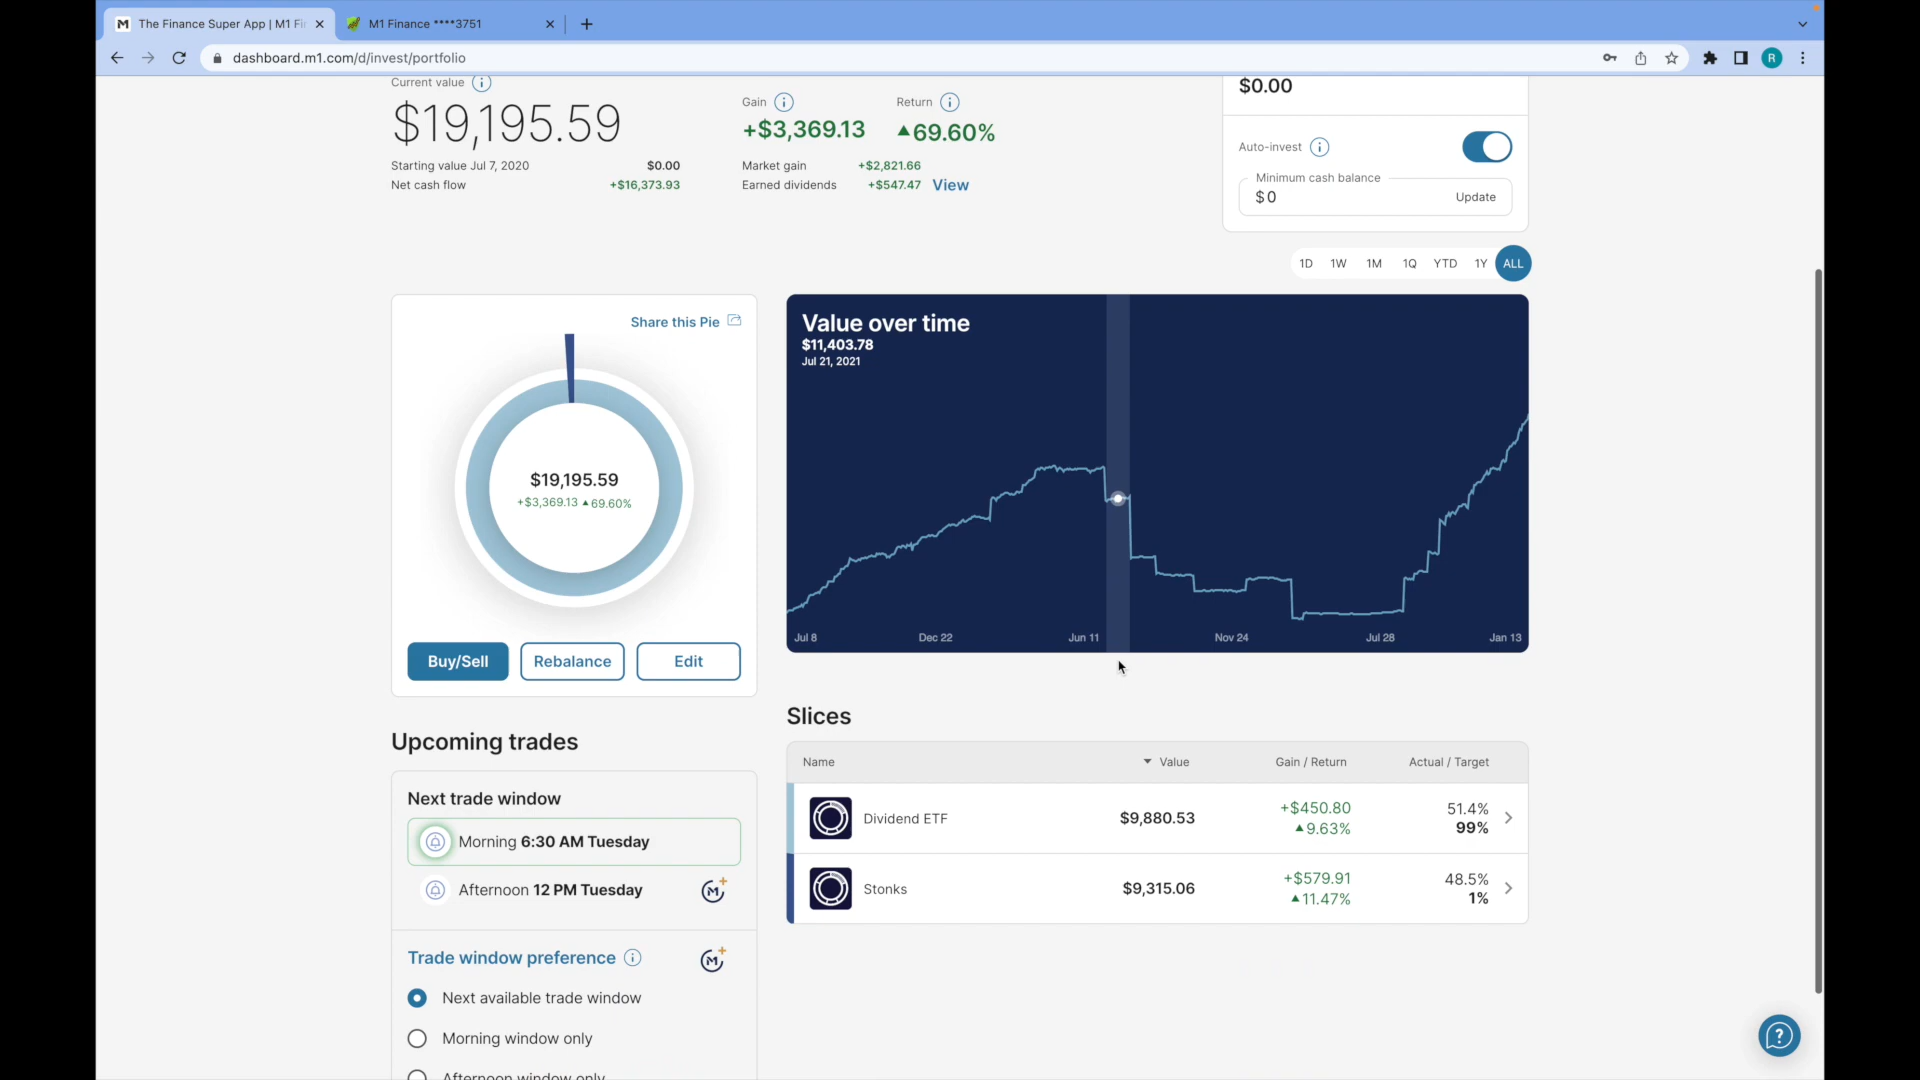 The Finance Super App | M1 Fi
M1 Finance ****3751
dashboard.m1.com/d/invest/portfolio
R
Current value
$19,195.59
Starting value Jul 7, 2020 $0.00
Net cash flow +$16,373.93
Gain
+$3,369.13
Return
69.60%
Market gain +$2,821.66
Earned dividends +$547.47 View
$0.00
Auto-invest
Minimum cash balance
$0 Update
1D 1W 1M 1Q YTD 1Y ALL
Share this Pie
$19,195.59
+$3,369.13 ▲69.60%
Buy/Sell Rebalance Edit
Value over time
$11,403.78
Jul 21, 2021
Jul 8 Dec 22 Jun 11 Nov 24 Jul 28 Jan 13
Upcoming trades
Next trade window
Morning 6:30 AM Tuesday
Afternoon 12 PM Tuesday
Trade window preference
Next available trade window
Morning window only
Afternoon window only
Slices
Name Value Gain / Return Actual / Target
Dividend ETF $9,880.53 +$450.80 51.4%
▲9.63% 99%
Stonks $9,315.06 +$579.91 48.5%
▲11.47% 1%